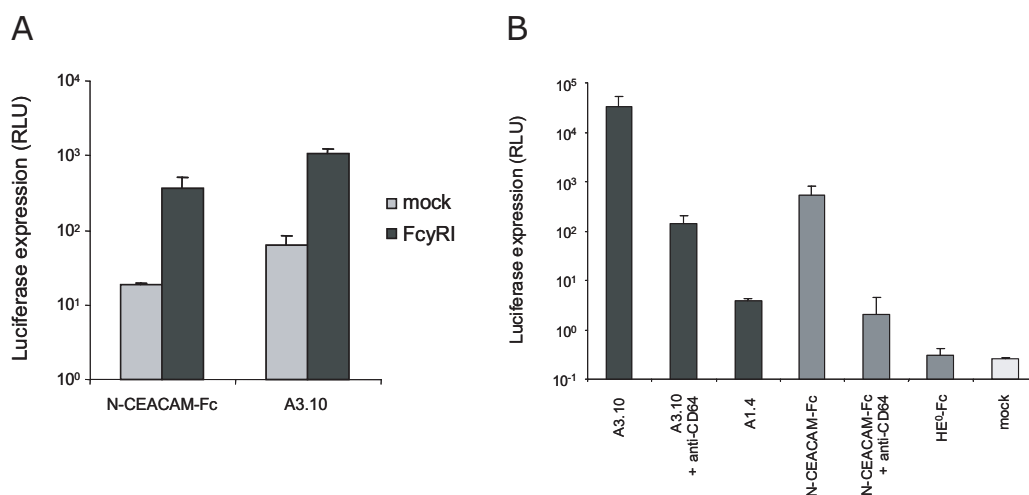 A
Luciferase expression (RLU)
10⁴
10³
10²
10¹
10⁰
N-CEACAM-Fc
A3.10
mock
FcyRI
B
Luciferase expression (RLU)
10⁵
10⁴
10³
10²
10¹
10⁰
10⁻¹
A3.10
A3.10
+ anti-CD64
A1.4
N-CEACAM-Fc
N-CEACAM-Fc
+ anti-CD64
HE⁰-Fc
mock